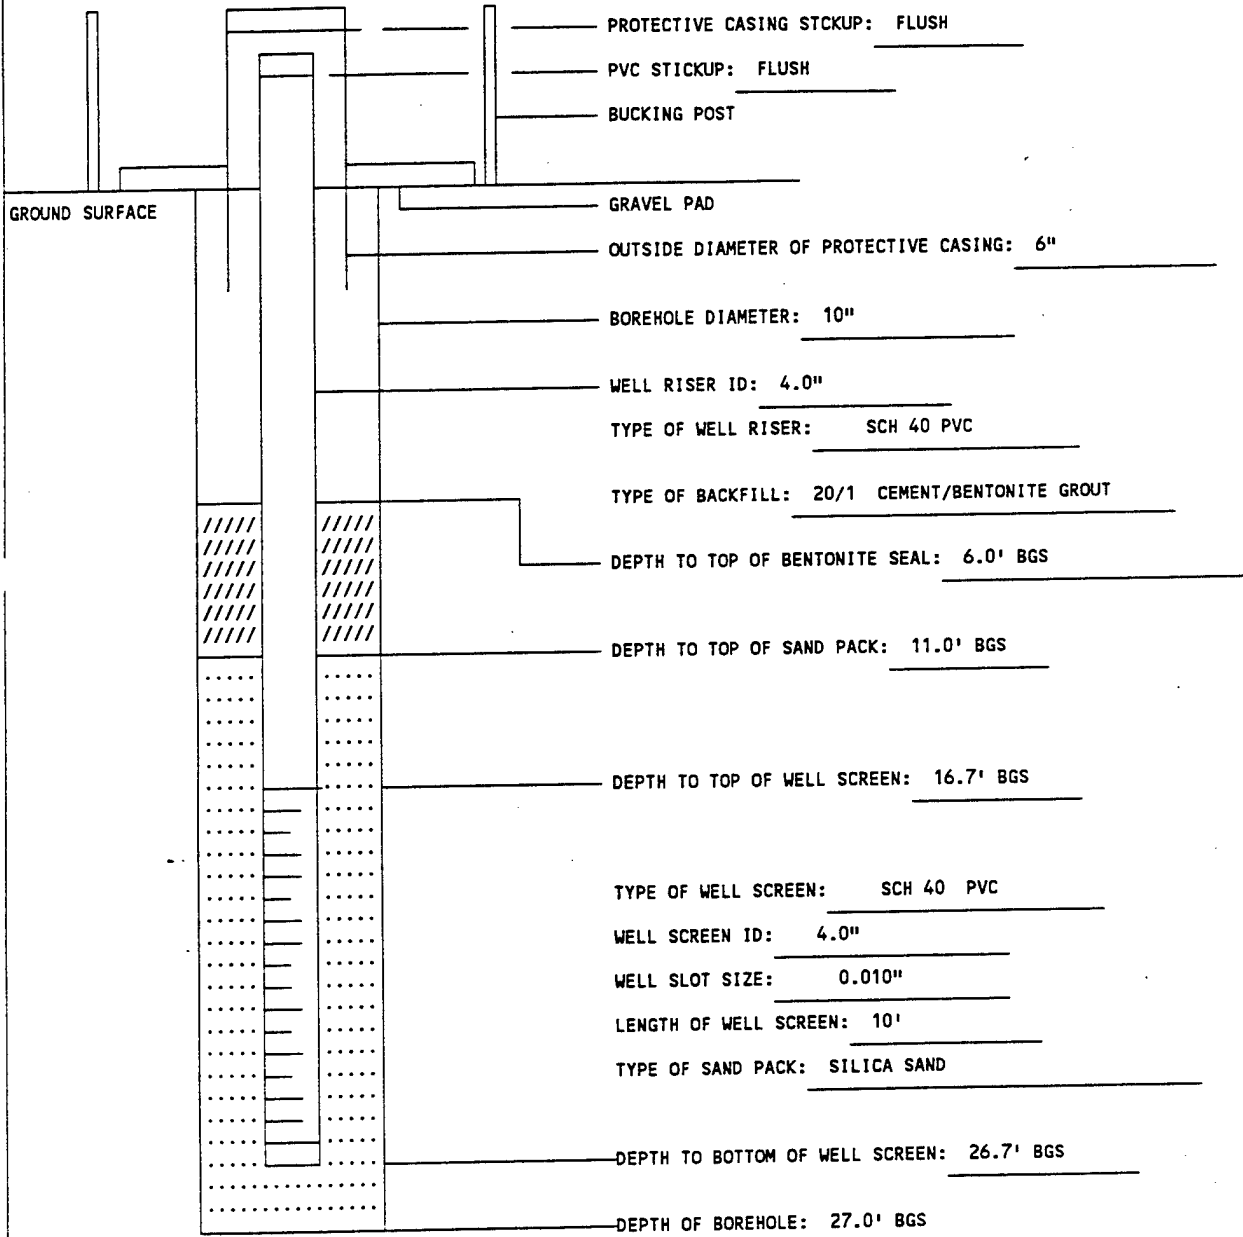 PROTECTIVE CASING STCKUP: FLUSH
PVC STICKUP: FLUSH
BUCKING POST
GROUND SURFACE
GRAVEL PAD
OUTSIDE DIAMETER OF PROTECTIVE CASING: 6"
BOREHOLE DIAMETER: 10"
WELL RISER ID: 4.0"
TYPE OF WELL RISER: SCH 40 PVC
TYPE OF BACKFILL: 20/1 CEMENT/BENTONITE GROUT
DEPTH TO TOP OF BENTONITE SEAL: 6.0' BGS
DEPTH TO TOP OF SAND PACK: 11.0' BGS
DEPTH TO TOP OF WELL SCREEN: 16.7' BGS
TYPE OF WELL SCREEN: SCH 40 PVC
WELL SCREEN ID: 4.0"
WELL SLOT SIZE: 0.010"
LENGTH OF WELL SCREEN: 10'
TYPE OF SAND PACK: SILICA SAND
DEPTH TO BOTTOM OF WELL SCREEN: 26.7' BGS
DEPTH OF BOREHOLE: 27.0' BGS